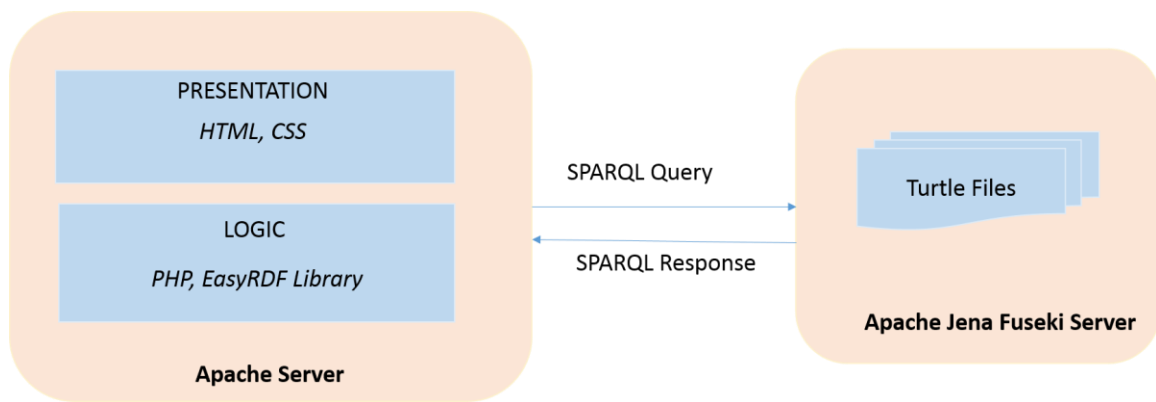 PRESENTATION
HTML, CSS
LOGIC
PHP, EasyRDF Library
Apache Server
SPARQL Query
SPARQL Response
Turtle Files
Apache Jena Fuseki Server